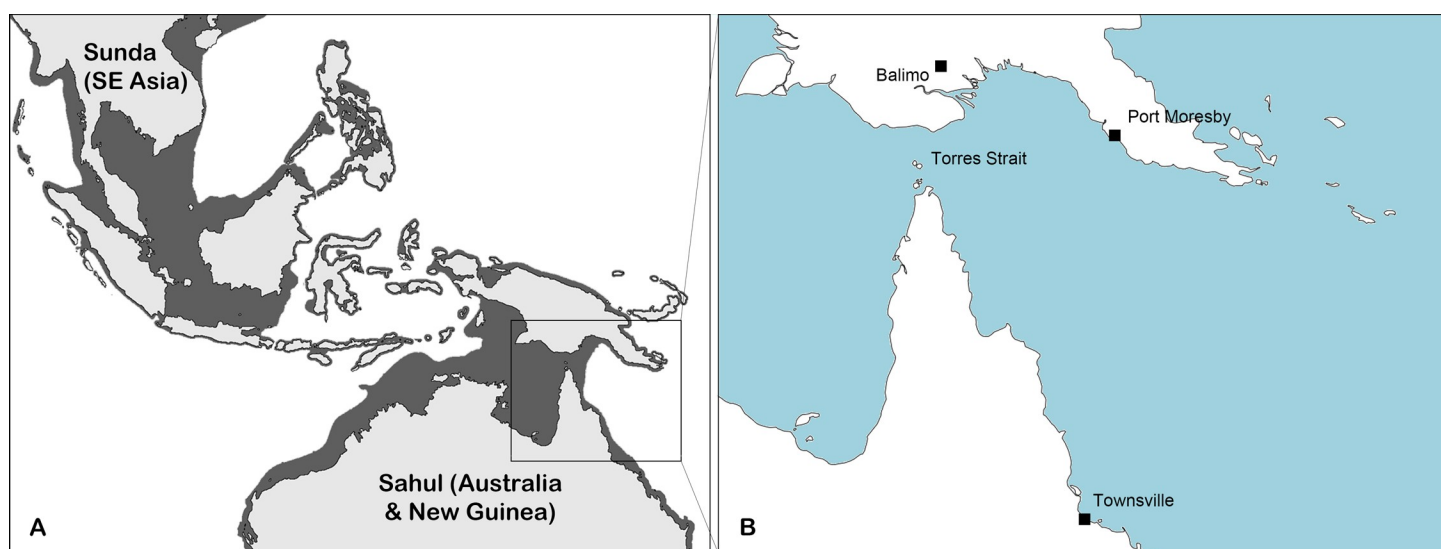 Sunda
(SE Asia)
Sahul (Australia
& New Guinea)
A
Balimo
Port Moresby
Torres Strait
Townsville
B